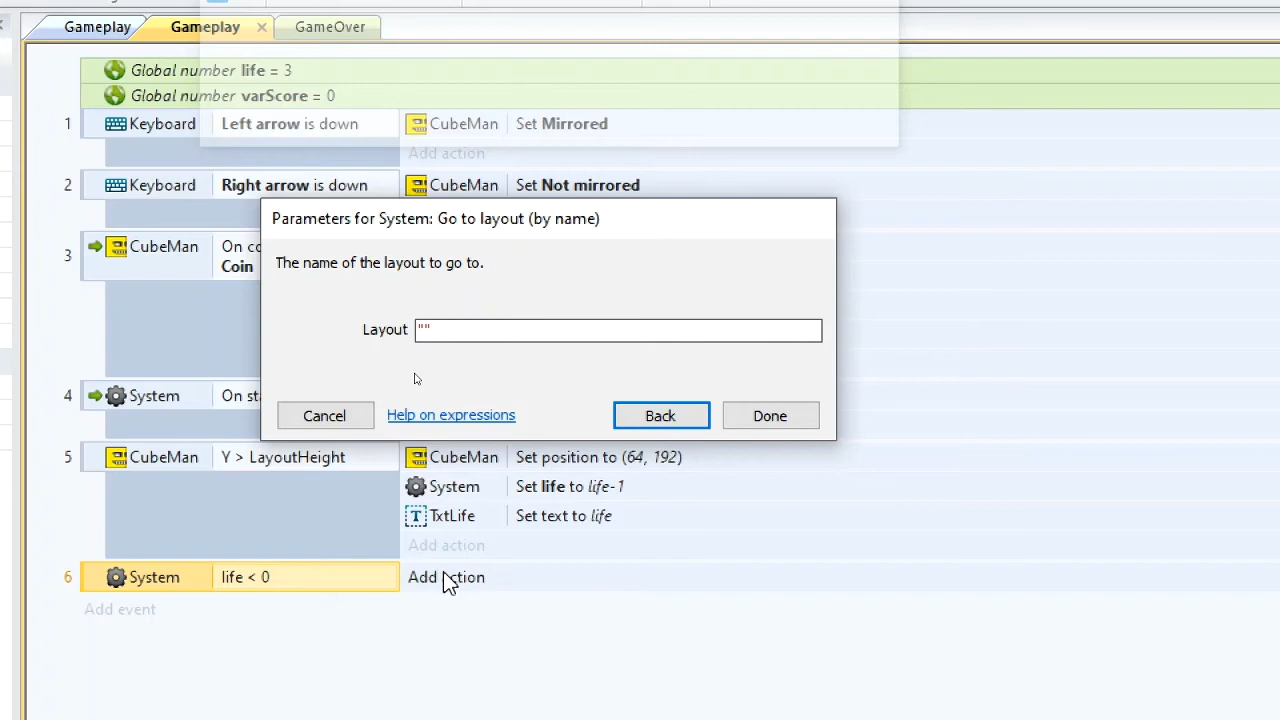 Gameplay Gameplay GameOver
Global number life = 3
Global number varScore = 0
1 Keyboard Left arrow is down CubeMan Set Mirrored
Add action
2 Keyboard Right arrow is down CubeMan Set Not mirrored
Parameters for System: Go to layout (by name)
3 CubeMan On co
Coin
The name of the layout to go to.
Layout ""
4 System On sta
Cancel Help on expressions Back Done
5 CubeMan Y > LayoutHeight CubeMan Set position to (64, 192)
System Set life to life-1
T TxtLife Set text to life
Add action
6 System life < 0 Add action
Add event